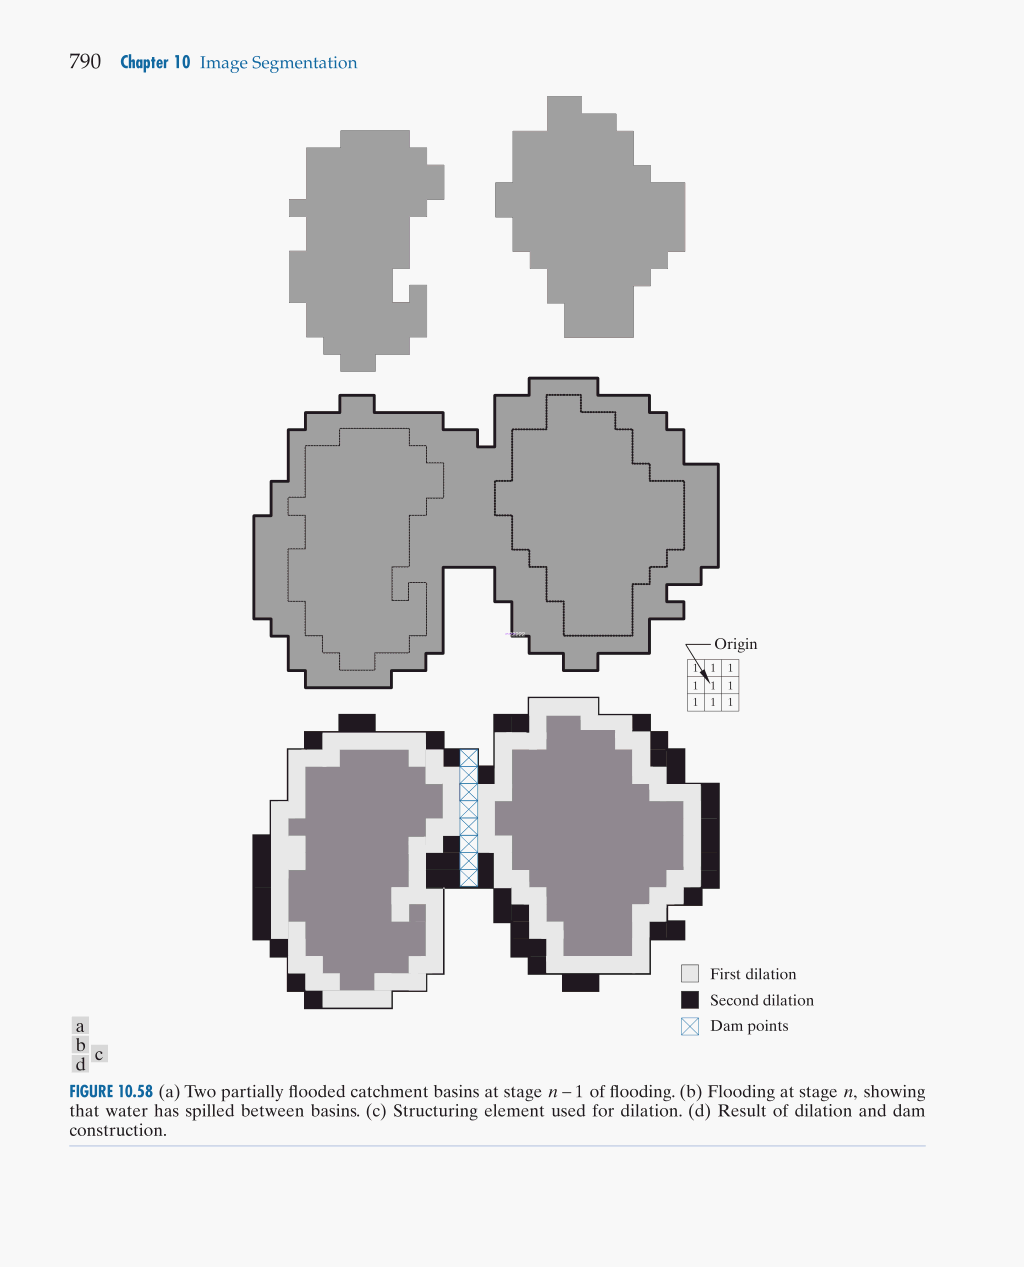 790 Chapter 10 Image Segmentation
Origin
1 1 1
1 1 1
1 1 1
First dilation
Second dilation
Dam points
a
b
c
d
FIGURE 10.58 (a) Two partially flooded catchment basins at stage n − 1 of flooding. (b) Flooding at stage n, showing
that water has spilled between basins. (c) Structuring element used for dilation. (d) Result of dilation and dam
construction.